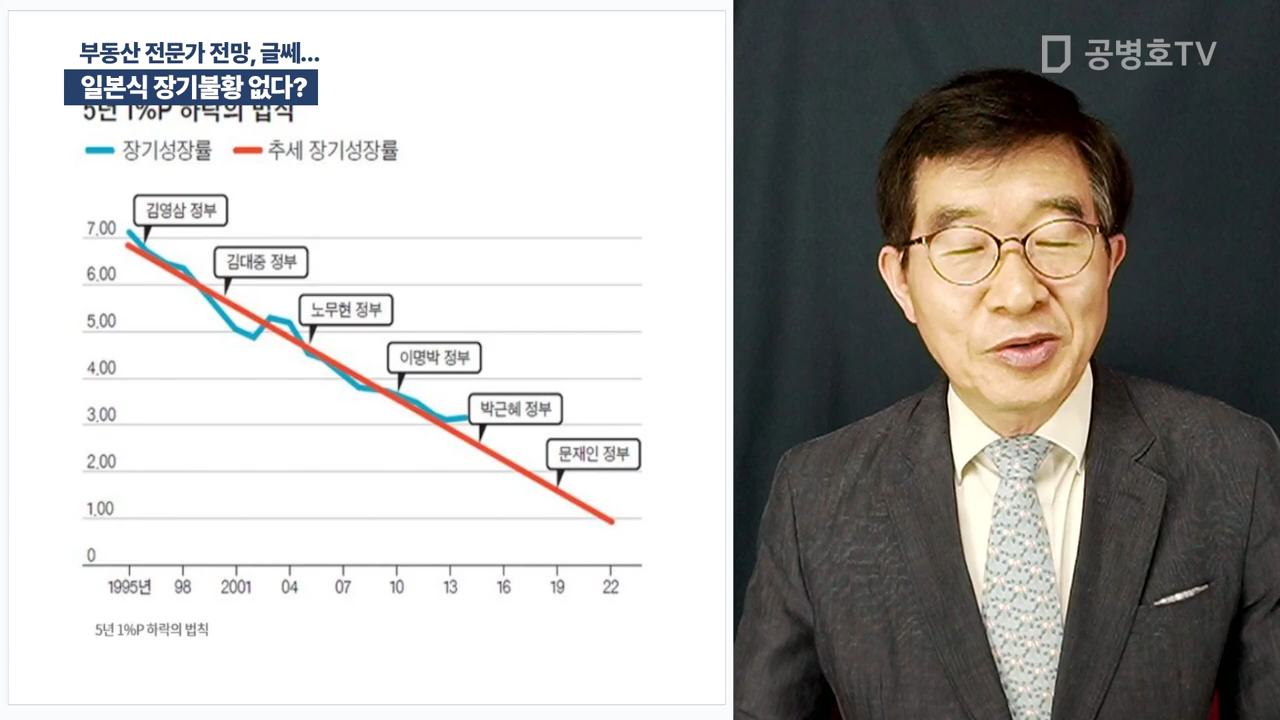 부동산 전문가 전망, 글쎄...
일본식 장기불황 없다?
5년 1%P 하락의 법칙
장기성장률 추세 장기성장률
김영삼 정부
7.00
김대중 정부
6.00
노무현 정부
5.00
이명박 정부
4.00
박근혜 정부
3.00
문재인 정부
2.00
1.00
0
1995년 98 2001 04 07 10 13 16 19 22
5년 1%P 하락의 법칙
공병호TV